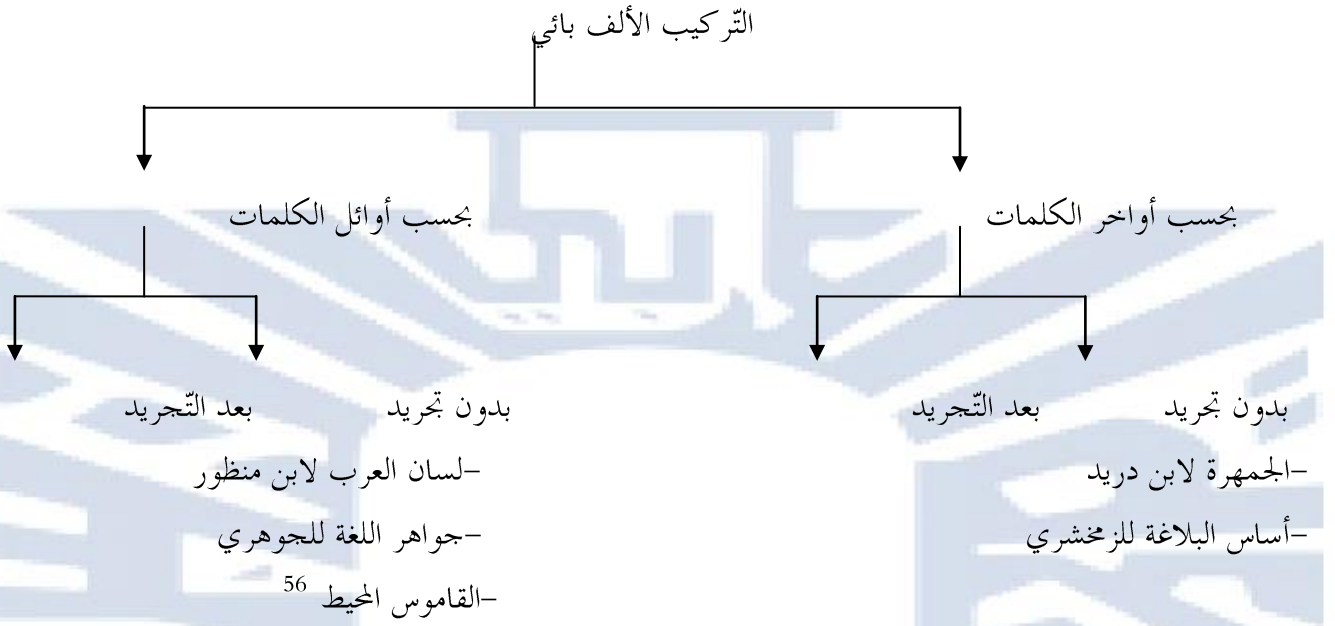 التّركيب الألف بائي
بحسب أواخر الكلمات
بحسب أوائل الكلمات
بدون تجريد
بعد التّجريد
بدون تجريد
بعد التّجريد
-الجمهرة لابن دريد
-أساس البلاغة للزمخشري
-لسان العرب لابن منظور
-جواهر اللغة للجوهري
-القاموس المحيط 56